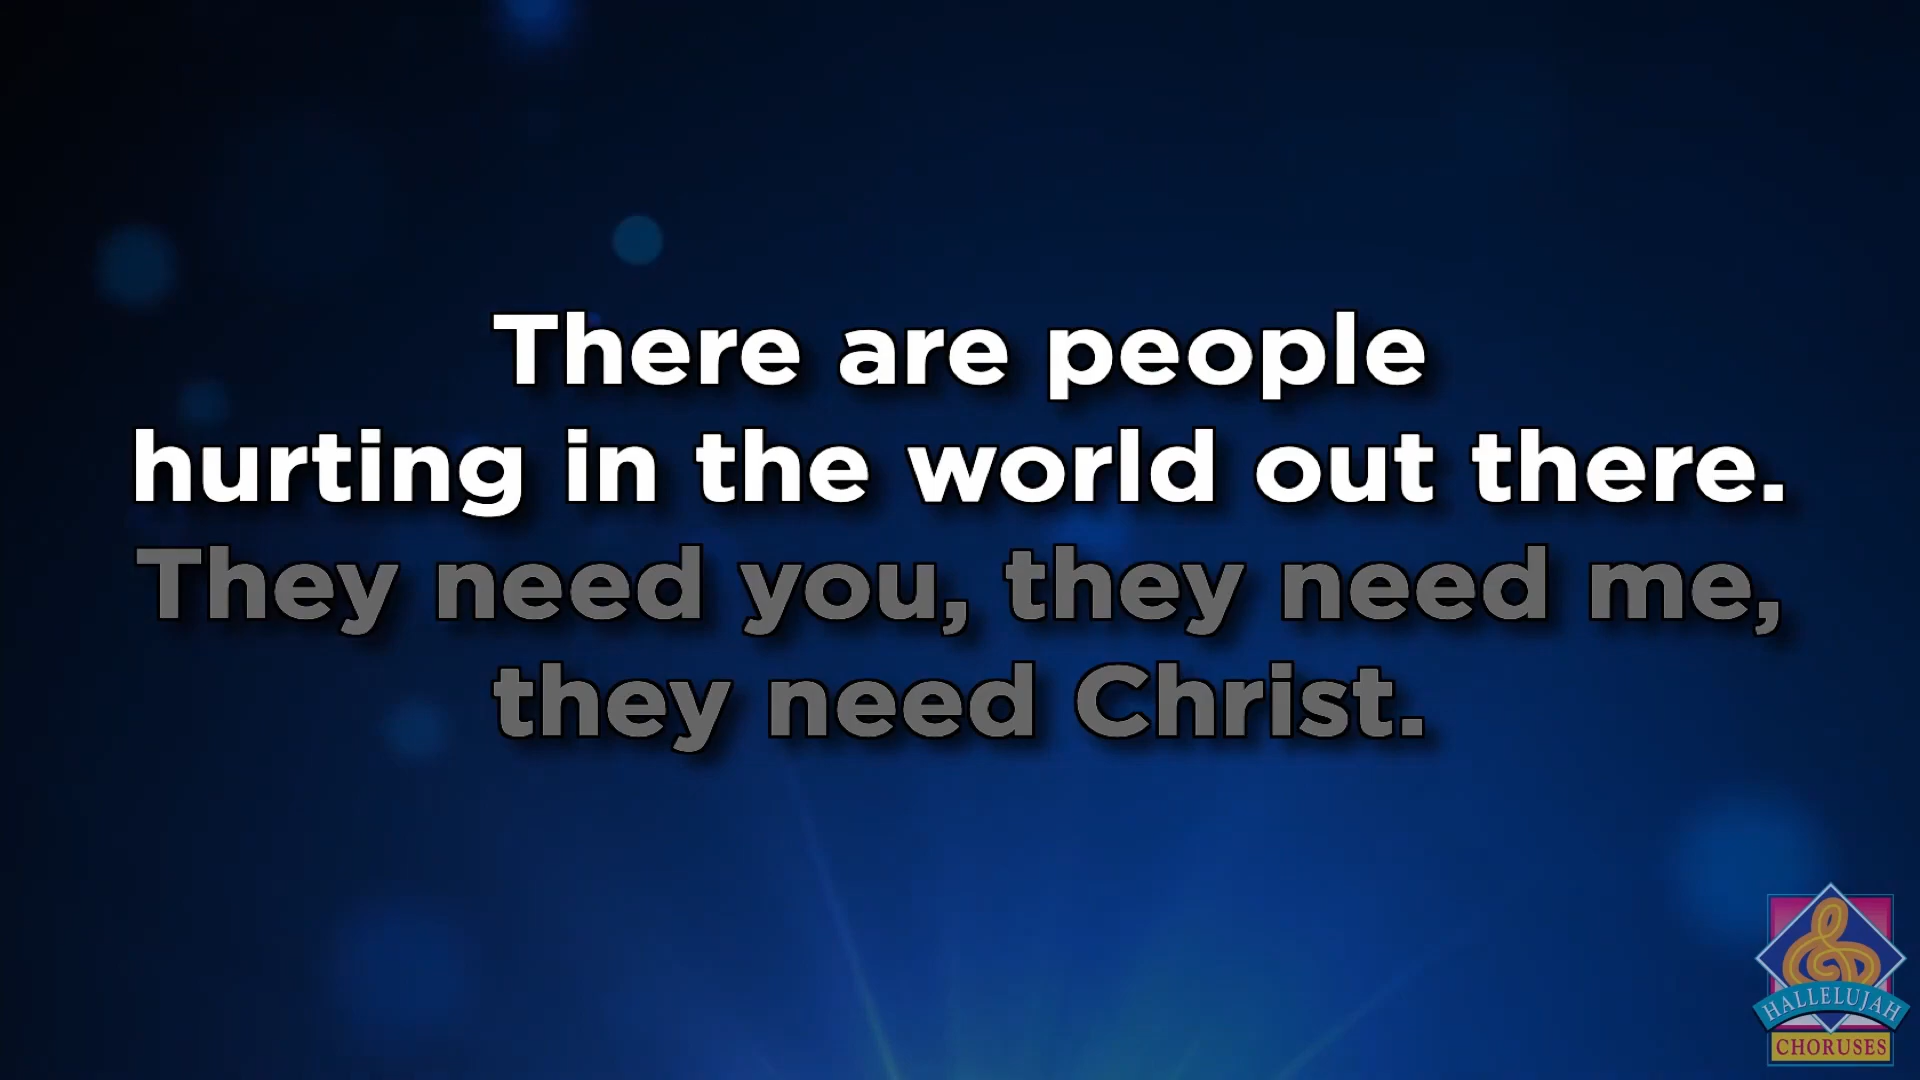 There are people
hurting in the world out there.
They need you, they need me,
they need Christ.
HALLELUJAH
CHORUSES